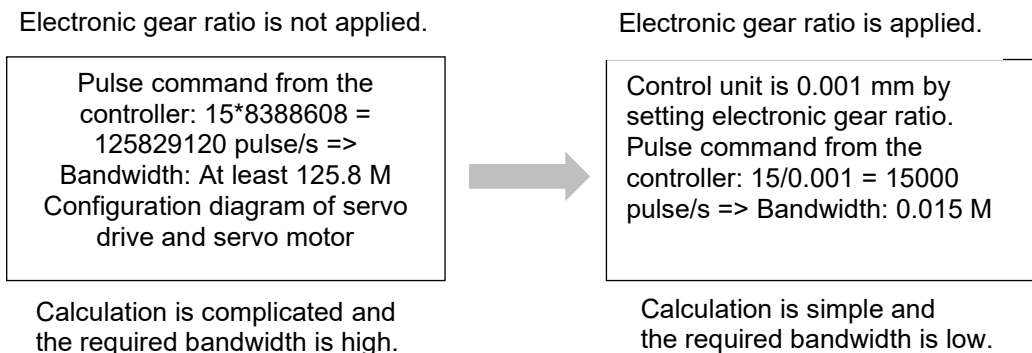 Electronic gear ratio is not applied.
Pulse command from the
controller: 15*8388608 =
125829120 pulse/s =>
Bandwidth: At least 125.8 M
Configuration diagram of servo
drive and servo motor
Calculation is complicated and
the required bandwidth is high.
Electronic gear ratio is applied.
Control unit is 0.001 mm by
setting electronic gear ratio.
Pulse command from the
controller: 15/0.001 = 15000
pulse/s => Bandwidth: 0.015 M
Calculation is simple and
the required bandwidth is low.